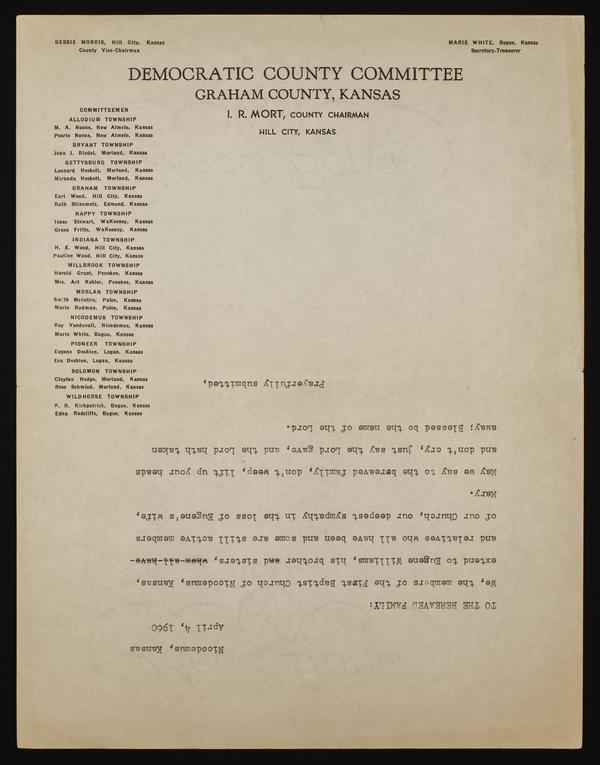 BESSIE MORRIS, Hill City, Kansas
County Vice-Chairman
MARIE WHITE, Bogue, Kansas
Secretary-Treasurer
DEMOCRATIC COUNTY COMMITTEE
GRAHAM COUNTY, KANSAS
I. R. MORT, COUNTY CHAIRMAN
HILL CITY, KANSAS
COMMITTEEMEN
ALLODIUM TOWNSHIP
M. A. Noone, New Almelo, Kansas
Pearle Noone, New Almelo, Kansas
BRYANT TOWNSHIP
John J. Riedel, Morland, Kansas
GETTYSBURG TOWNSHIP
Leonard Heskett, Morland, Kansas
Miranda Heskett, Morland, Kansas
GRAHAM TOWNSHIP
Earl Wood, Hill City, Kansas
Ruth Stinemetz, Edmond, Kansas
HAPPY TOWNSHIP
Isaac Stewart, WaKeeney, Kansas
Grace Fritts, WaKeeney, Kansas
INDIANA TOWNSHIP
H. E. Wood, Hill City, Kansas
Pauline Wood, Hill City, Kansas
MILLBROOK TOWNSHIP
Harold Grant, Penokee, Kansas
Mrs. Art Kobler, Penokee, Kansas
MORLAN TOWNSHIP
Smith McIntire, Palco, Kansas
Marie Rudman, Palco, Kansas
NICODEMUS TOWNSHIP
Roy Vanduvall, Nicodemus, Kansas
Marie White, Bogue, Kansas
PIONEER TOWNSHIP
Eugene Desbien, Logan, Kansas
Eva Desbien, Logan, Kansas
SOLOMON TOWNSHIP
Clayton Hodge, Morland, Kansas
Rose Schmied, Morland, Kansas
WILDHORSE TOWNSHIP
P. R. Kirkpatrick, Bogue, Kansas
Edna Radcliffe, Bogue, Kansas
Nicodemus, Kansas
April 4, 1960
TO THE BEREAVED FAMILY:
We, the members of the First Baptist Church of Nicodemus, Kansas,
extend to Eugene Williams, his brother and sisters, whom all have
and relatives who all have been and some are still active members
of our Church, our deepest sympathy in the loss of Eugene's wife,
Mary.
May we say to the bereaved family, don't weep, lift up your heads
and don't cry, just say the Lord gave, and the Lord hath taken
away; Blessed be the name of the Lord.
Prayerfully submitted,